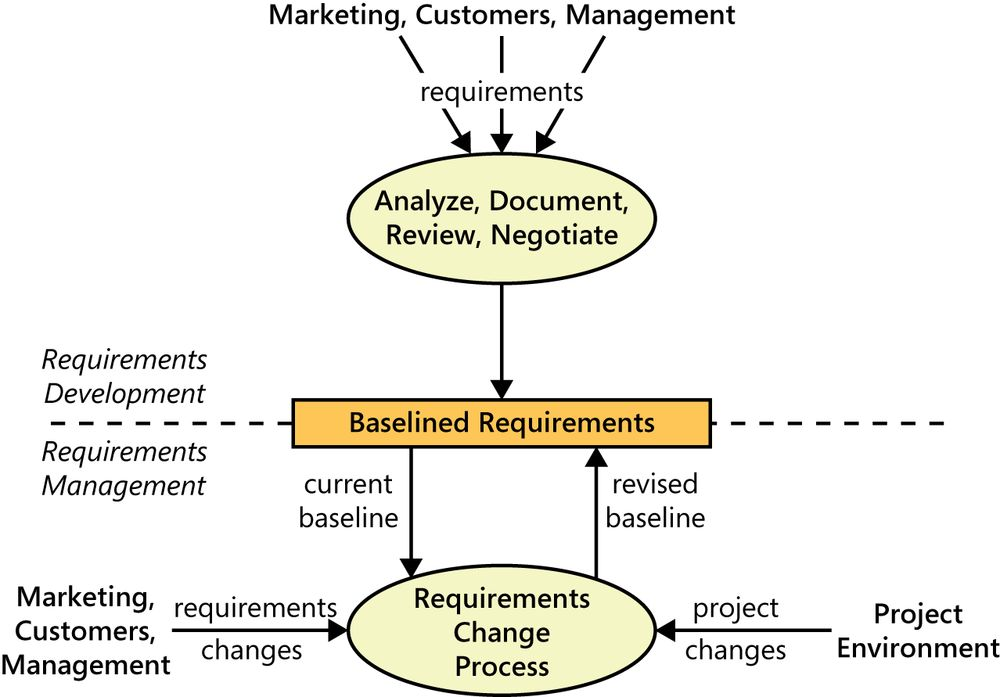 Marketing, Customers, Management
requirements
Analyze, Document,
Review, Negotiate
Requirements
Development
Baselined Requirements
Requirements
Management
current
baseline
revised
baseline
Marketing,
Customers,
Management
requirements
changes
Requirements
Change
Process
project
changes
Project
Environment